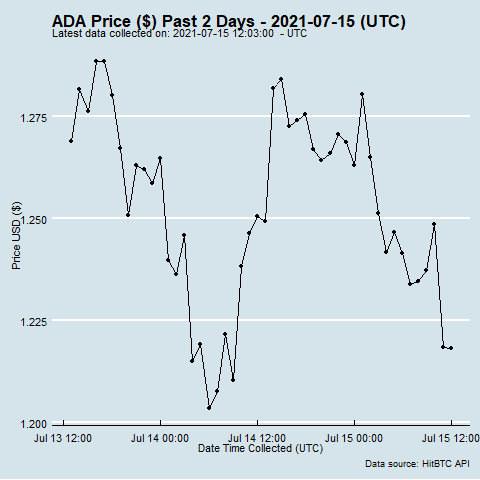 ADA Price ($) Past 2 Days - 2021-07-15 (UTC)
Latest data collected on: 2021-07-15 12:03:00  - UTC
1.275
1.250
1.225
1.200
Price USD ($)
Jul 13 12:00 Jul 14 00:00 Jul 14 12:00 Jul 15 00:00 Jul 15 12:00
Date Time Collected (UTC)
Data source: HitBTC API